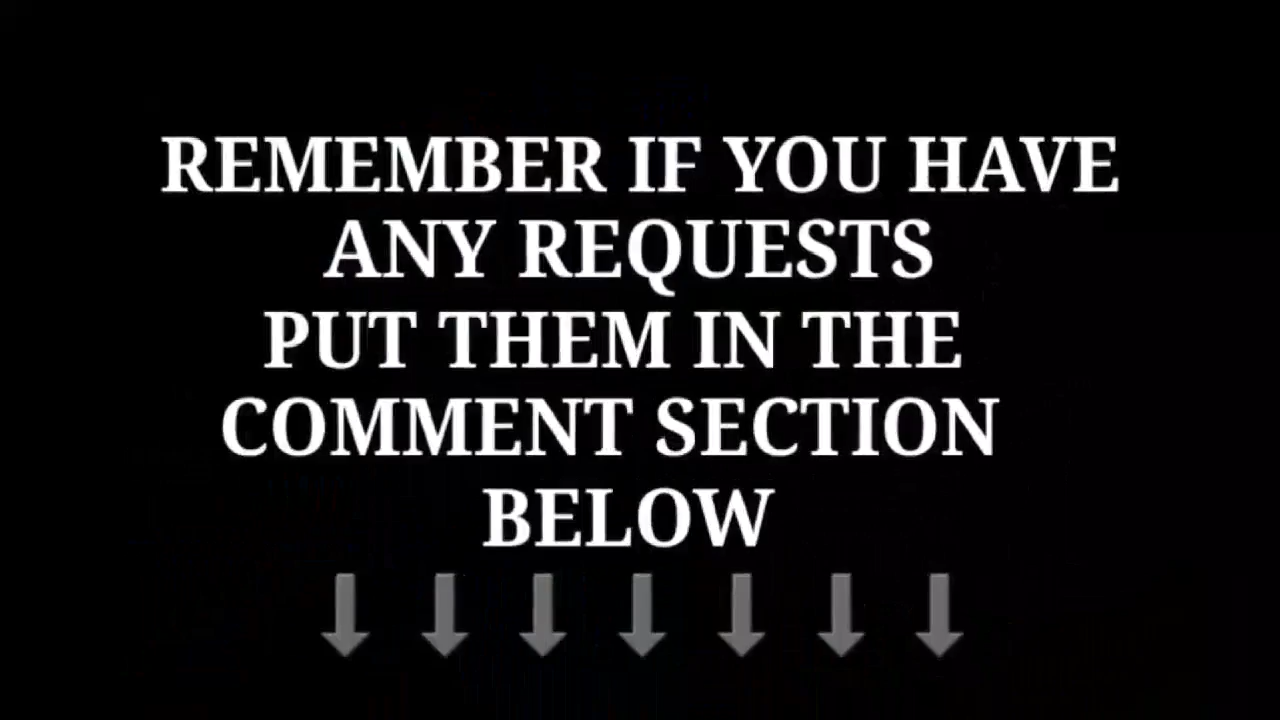 REMEMBER IF YOU HAVE
ANY REQUESTS
PUT THEM IN THE
COMMENT SECTION
BELOW